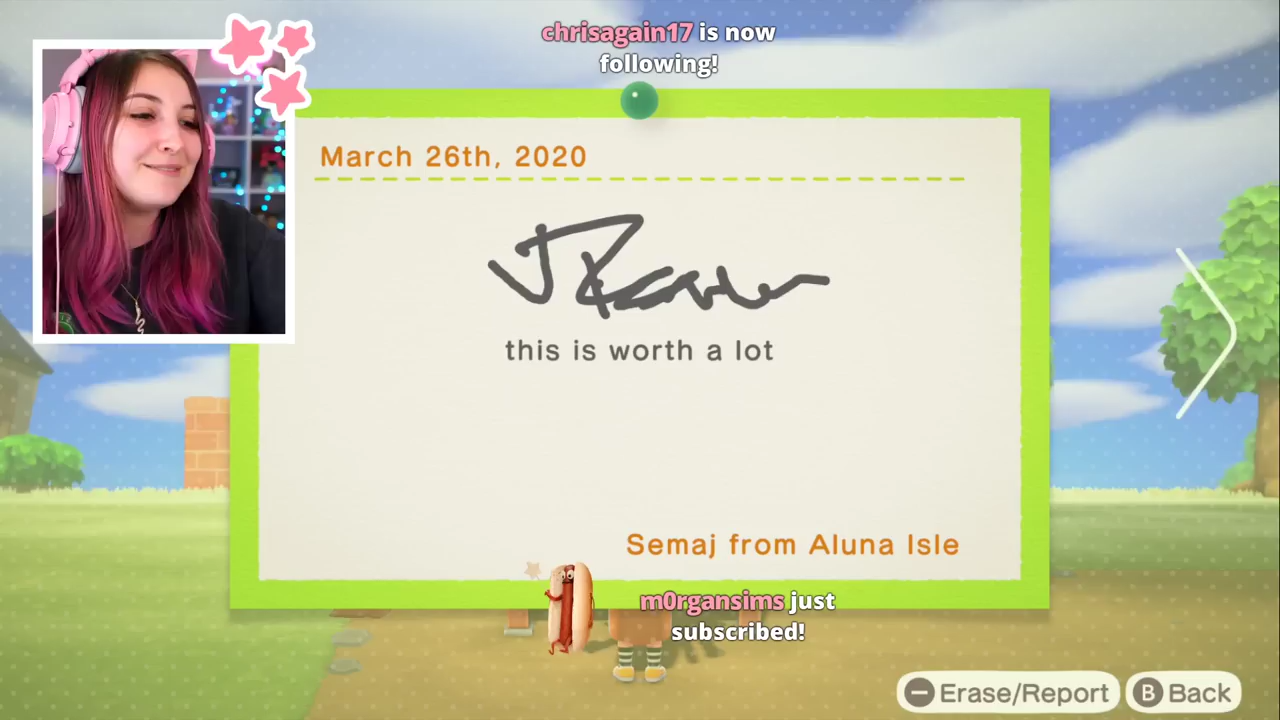 chrisagain17 is now
following!
March 26th, 2020
this is worth a lot
Semaj from Aluna Isle
m0rgansims just
subscribed!
Erase/Report
B Back